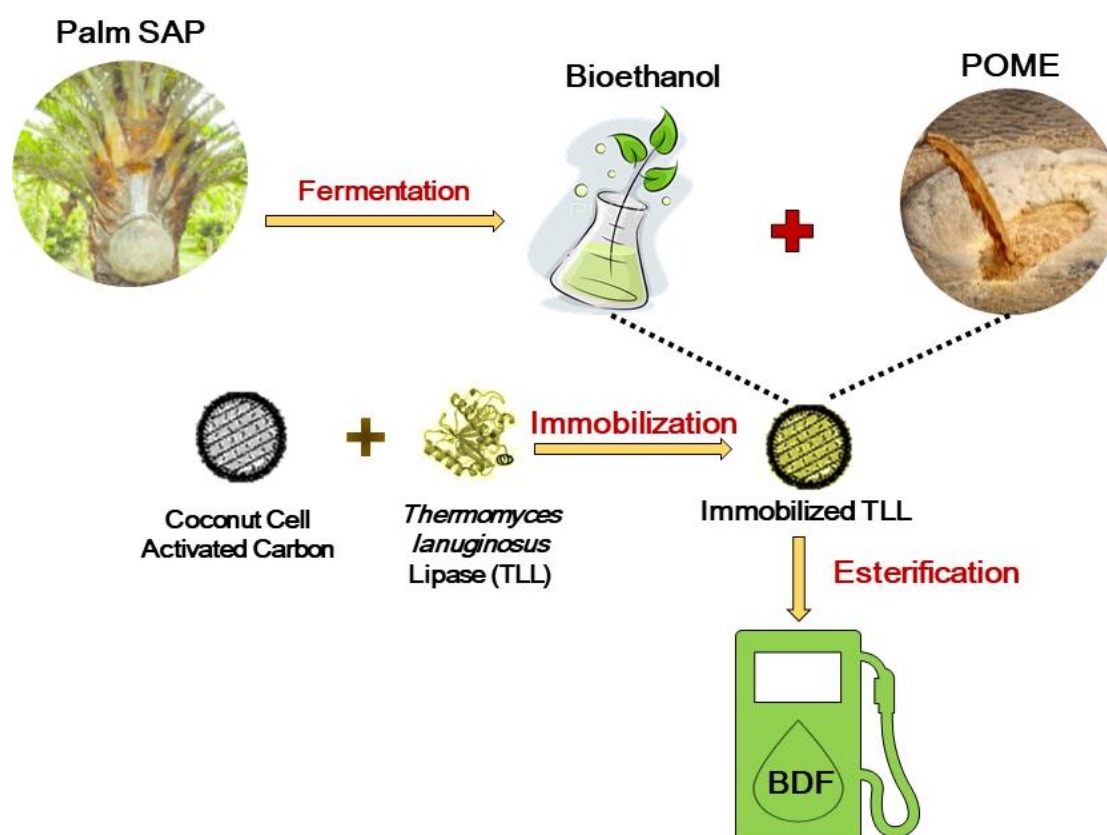 Palm SAP
Bioethanol
POME
Fermentation
Coconut Cell
Activated Carbon
Thermomyces
lanuginosus
Lipase (TLL)
Immobilization
Immobilized TLL
Esterification
BDF